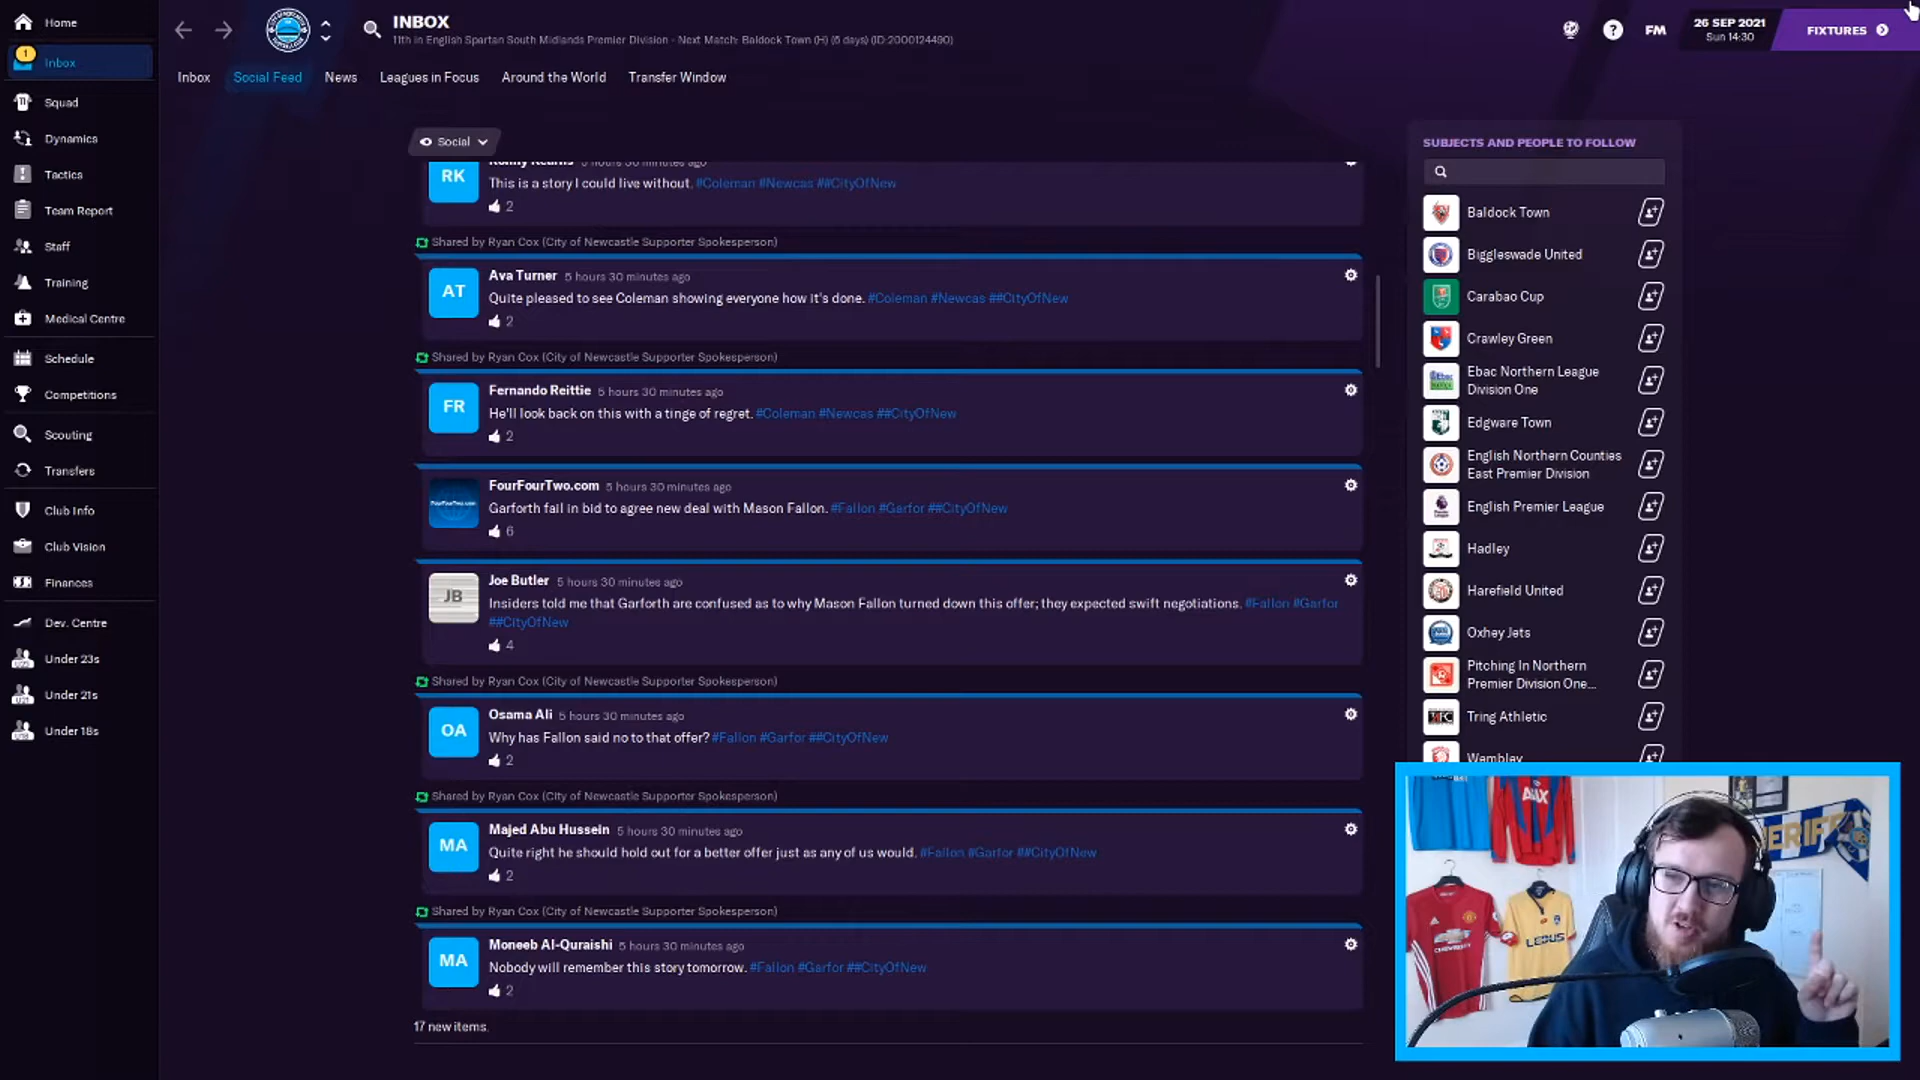 Home
INBOX
11th in English Spartan South Midlands Premier Division - Next Match: Baldock Town (H) (6 days) (ID:2000124490)
FM
26 SEP 2021
Sun 14:30
FIXTURES
1
Inbox
Inbox
Social Feed
News
Leagues in Focus
Around the World
Transfer Window
Squad
Dynamics
Tactics
Team Report
Staff
Training
Medical Centre
Schedule
Competitions
Scouting
Transfers
Club Info
Club Vision
Finances
Dev. Centre
Under 23s
Under 21s
Under 18s
Social
RK
5 hours 30 minutes ago
This is a story I could live without. #Coleman #Newcas ##CityOfNew
2
Shared by Ryan Cox (City of Newcastle Supporter Spokesperson)
AT
Ava Turner 5 hours 30 minutes ago
Quite pleased to see Coleman showing everyone how it's done. #Coleman #Newcas ##CityOfNew
2
Shared by Ryan Cox (City of Newcastle Supporter Spokesperson)
FR
Fernando Reittie 5 hours 30 minutes ago
He'll look back on this with a tinge of regret. #Coleman #Newcas ##CityOfNew
2
FourFourTwo.com
FourFourTwo.com 5 hours 30 minutes ago
Garforth fail in bid to agree new deal with Mason Fallon. #Fallon #Garfor ##CityOfNew
6
JB
Joe Butler 5 hours 30 minutes ago
Insiders told me that Garforth are confused as to why Mason Fallon turned down this offer; they expected swift negotiations. #Fallon #Garfor
##CityOfNew
4
Shared by Ryan Cox (City of Newcastle Supporter Spokesperson)
OA
Osama Ali 5 hours 30 minutes ago
Why has Fallon said no to that offer? #Fallon #Garfor ##CityOfNew
2
Shared by Ryan Cox (City of Newcastle Supporter Spokesperson)
MA
Majed Abu Hussein 5 hours 30 minutes ago
Quite right he should hold out for a better offer just as any of us would. #Fallon #Garfor ##CityOfNew
2
Shared by Ryan Cox (City of Newcastle Supporter Spokesperson)
MA
Moneeb Al-Quraishi 5 hours 30 minutes ago
Nobody will remember this story tomorrow. #Fallon #Garfor ##CityOfNew
2
17 new items.
SUBJECTS AND PEOPLE TO FOLLOW
Baldock Town
Biggleswade United
Carabao Cup
Crawley Green
Ebac Northern League
Division One
Edgware Town
English Northern Counties
East Premier Division
English Premier League
Hadley
Harefield United
Oxhey Jets
Pitching In Northern
Premier Division One...
Tring Athletic
Wembley
AJAX
HERIFF
CHEVROLET
LEDUS